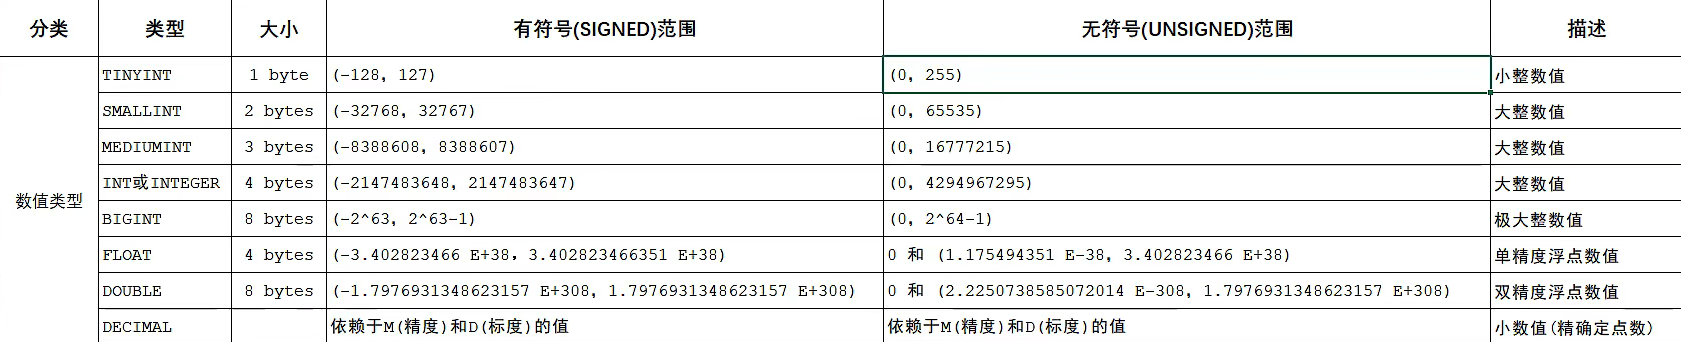 分类 类型 大小 有符号(SIGNED)范围 无符号(UNSIGNED)范围 描述
数值类型
TINYINT 1 byte (-128, 127) (0, 255) 小整数值
SMALLINT 2 bytes (-32768, 32767) (0, 65535) 大整数值
MEDIUMINT 3 bytes (-8388608, 8388607) (0, 16777215) 大整数值
INT或INTEGER 4 bytes (-2147483648, 2147483647) (0, 4294967295) 大整数值
BIGINT 8 bytes (-2^63, 2^63-1) (0, 2^64-1) 极大整数值
FLOAT 4 bytes (-3.402823466 E+38, 3.402823466351 E+38) 0 和 (1.175494351 E-38, 3.402823466 E+38) 单精度浮点数值
DOUBLE 8 bytes (-1.7976931348623157 E+308, 1.7976931348623157 E+308) 0 和 (2.2250738585072014 E-308, 1.7976931348623157 E+308) 双精度浮点数值
DECIMAL 依赖于M(精度)和D(标度)的值 依赖于M(精度)和D(标度)的值 小数值(精确定点数)